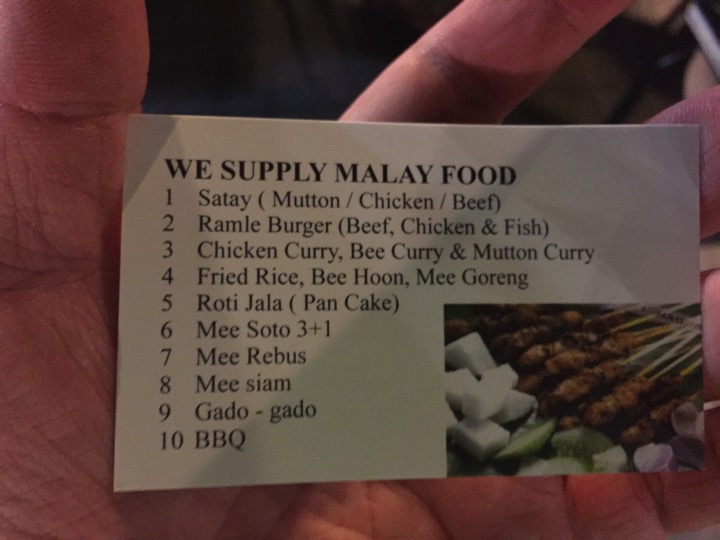 WE SUPPLY MALAY FOOD
1 Satay ( Mutton / Chicken / Beef)
2 Ramle Burger (Beef, Chicken & Fish)
3 Chicken Curry, Bee Curry & Mutton Curry
4 Fried Rice, Bee Hoon, Mee Goreng
5 Roti Jala ( Pan Cake)
6 Mee Soto 3+1
7 Mee Rebus
8 Mee siam
9 Gado - gado
10 BBQ